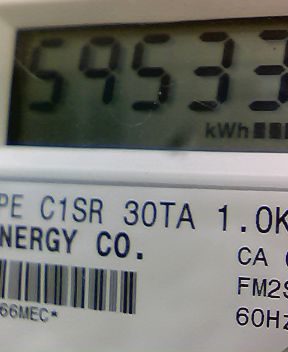 59533
kWh
PE C1SR 30TA 1.0K
NERGY CO.
CA
FM2S
66MEC*
60Hz